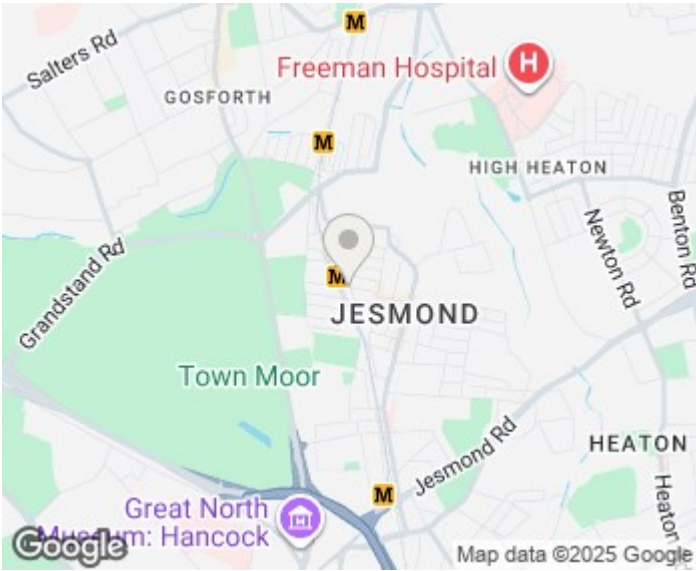 M
Salters Rd
Freeman Hospital
H
GOSFORTH
M
HIGH HEATON
Benton Rd
Newton Rd
Grandstand Rd
M
JESMOND
Town Moor
Jesmond Rd
HEATON
M
Heaton
Great North
Museum: Hancock
Google
Map data ©2025 Google